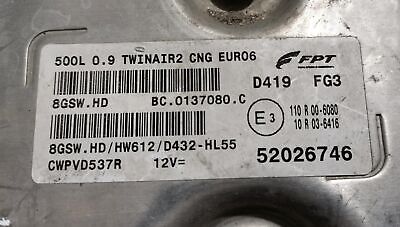 500L 0.9 TWINAIR2 CNG EURO6
FPT
D419 FG3
8GSW.HD BC.0137080.C
E3
110 R 00-6080
10 R 03-6416
8GSW.HD/HW612/D432-HL55
CWPVD537R 12V=
52026746